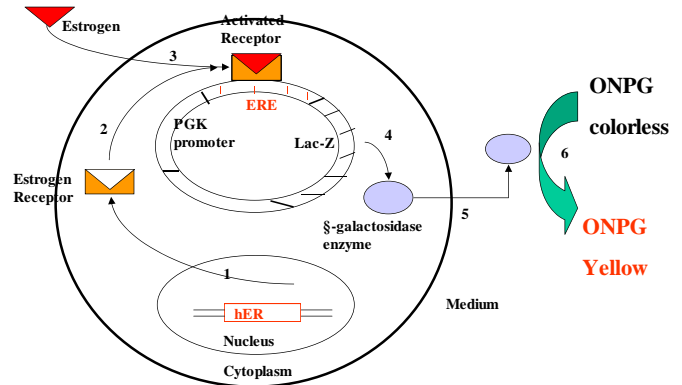 Estrogen
Activated
Receptor
3
ERE
PGK
promoter
Lac-Z
2
4
ONPG
colorless
6
Estrogen
Receptor
§-galactosidase
enzyme
5
ONPG
Yellow
1
hER
Nucleus
Cytoplasm
Medium